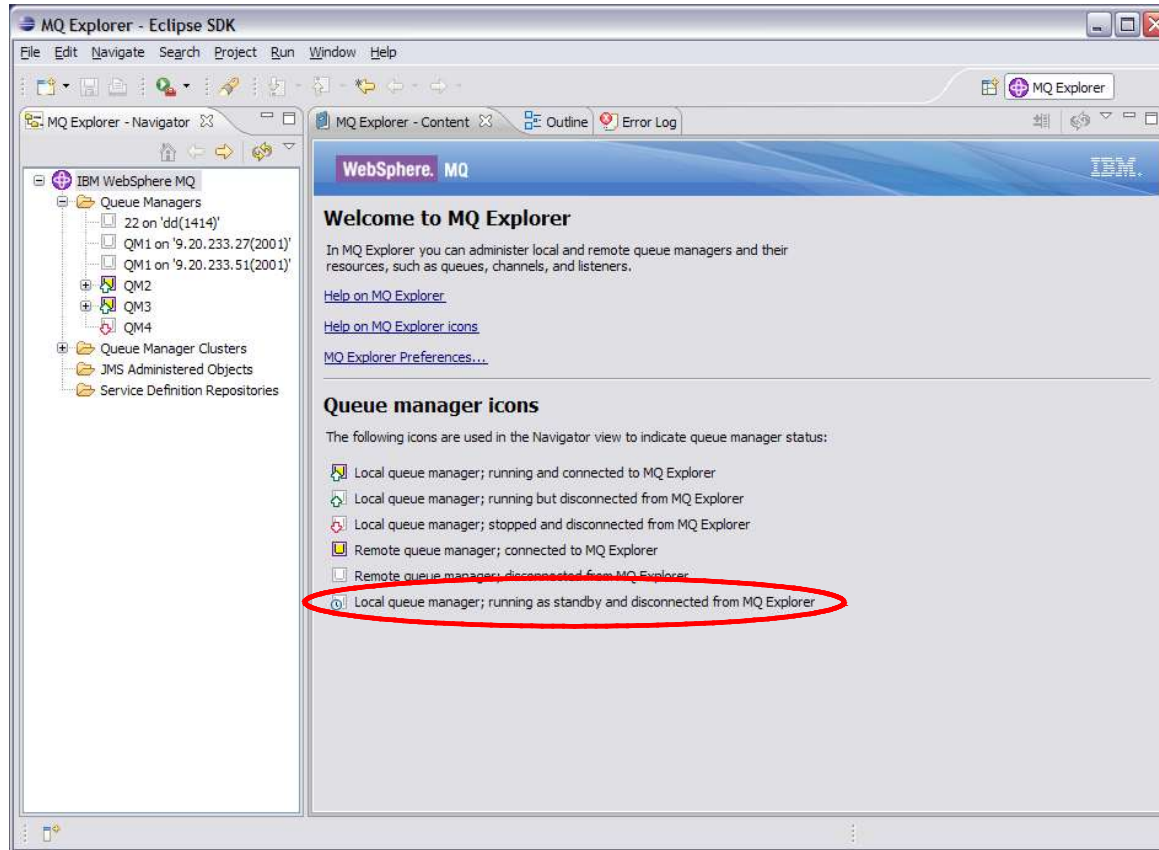 MQ Explorer - Eclipse SDK
File Edit Navigate Search Project Run Window Help
MQ Explorer
MQ Explorer - Navigator
MQ Explorer - Content
Outline
Error Log
IBM WebSphere MQ
Queue Managers
22 on 'dd(1414)'
QM1 on '9.20.233.27(2001)'
QM1 on '9.20.233.51(2001)'
QM2
QM3
QM4
Queue Manager Clusters
JMS Administered Objects
Service Definition Repositories
WebSphere. MQ
IBM.
Welcome to MQ Explorer
In MQ Explorer you can administer local and remote queue managers and their
resources, such as queues, channels, and listeners.
Help on MQ Explorer
Help on MQ Explorer icons
MQ Explorer Preferences...
Queue manager icons
The following icons are used in the Navigator view to indicate queue manager status:
Local queue manager; running and connected to MQ Explorer
Local queue manager; running but disconnected from MQ Explorer
Local queue manager; stopped and disconnected from MQ Explorer
Remote queue manager; connected to MQ Explorer
Remote queue manager; disconnected from MQ Explorer
Local queue manager; running as standby and disconnected from MQ Explorer